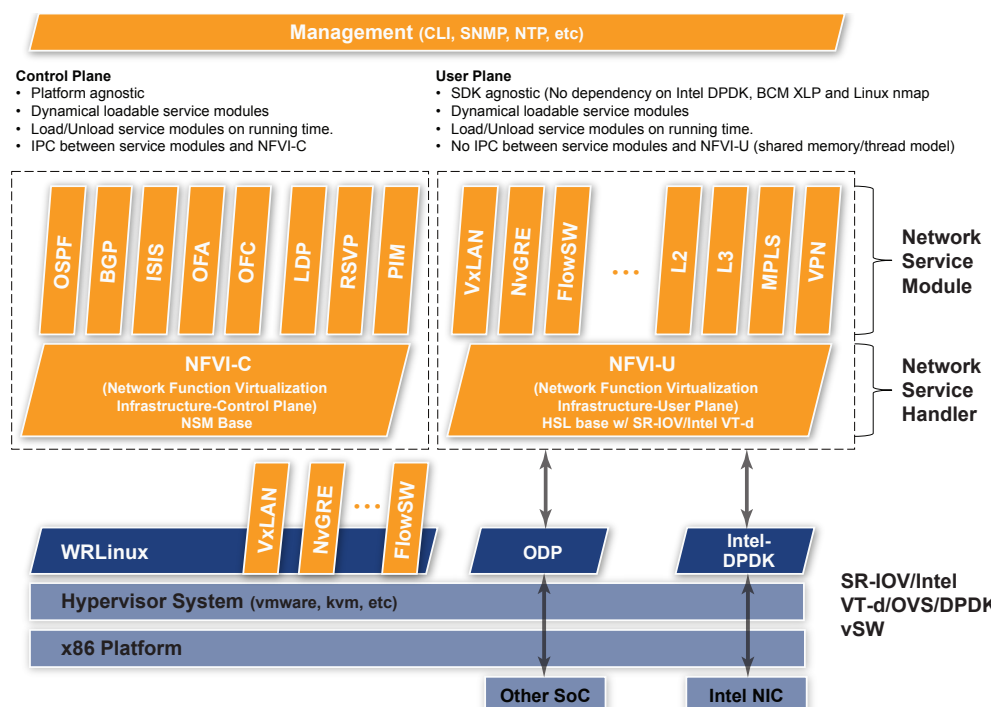 Management (CLI, SNMP, NTP, etc)
Control Plane
• Platform agnostic
• Dynamical loadable service modules
• Load/Unload service modules on running time.
• IPC between service modules and NFVI-C
User Plane
• SDK agnostic (No dependency on Intel DPDK, BCM XLP and Linux nmap
• Dynamical loadable service modules
• Load/Unload service modules on running time.
• No IPC between service modules and NFVI-U (shared memory/thread model)
OSPF
BGP
ISIS
OFA
OFC
LDP
RSVP
PIM
VxLAN
NvGRE
FlowSW
...
L2
L3
MPLS
VPN
Network
Service
Module
NFVI-C
(Network Function Virtualization
Infrastructure-Control Plane)
NSM Base
NFVI-U
(Network Function Virtualization
Infrastructure-User Plane)
HSL base w/ SR-IOV/Intel VT-d
Network
Service
Handler
WRLinux
VxLAN
NvGRE
...
FlowSW
ODP
Intel-
DPDK
Hypervisor System (vmware, kvm, etc)
x86 Platform
SR-IOV/Intel
VT-d/OVS/DPDK
vSW
Other SoC
Intel NIC